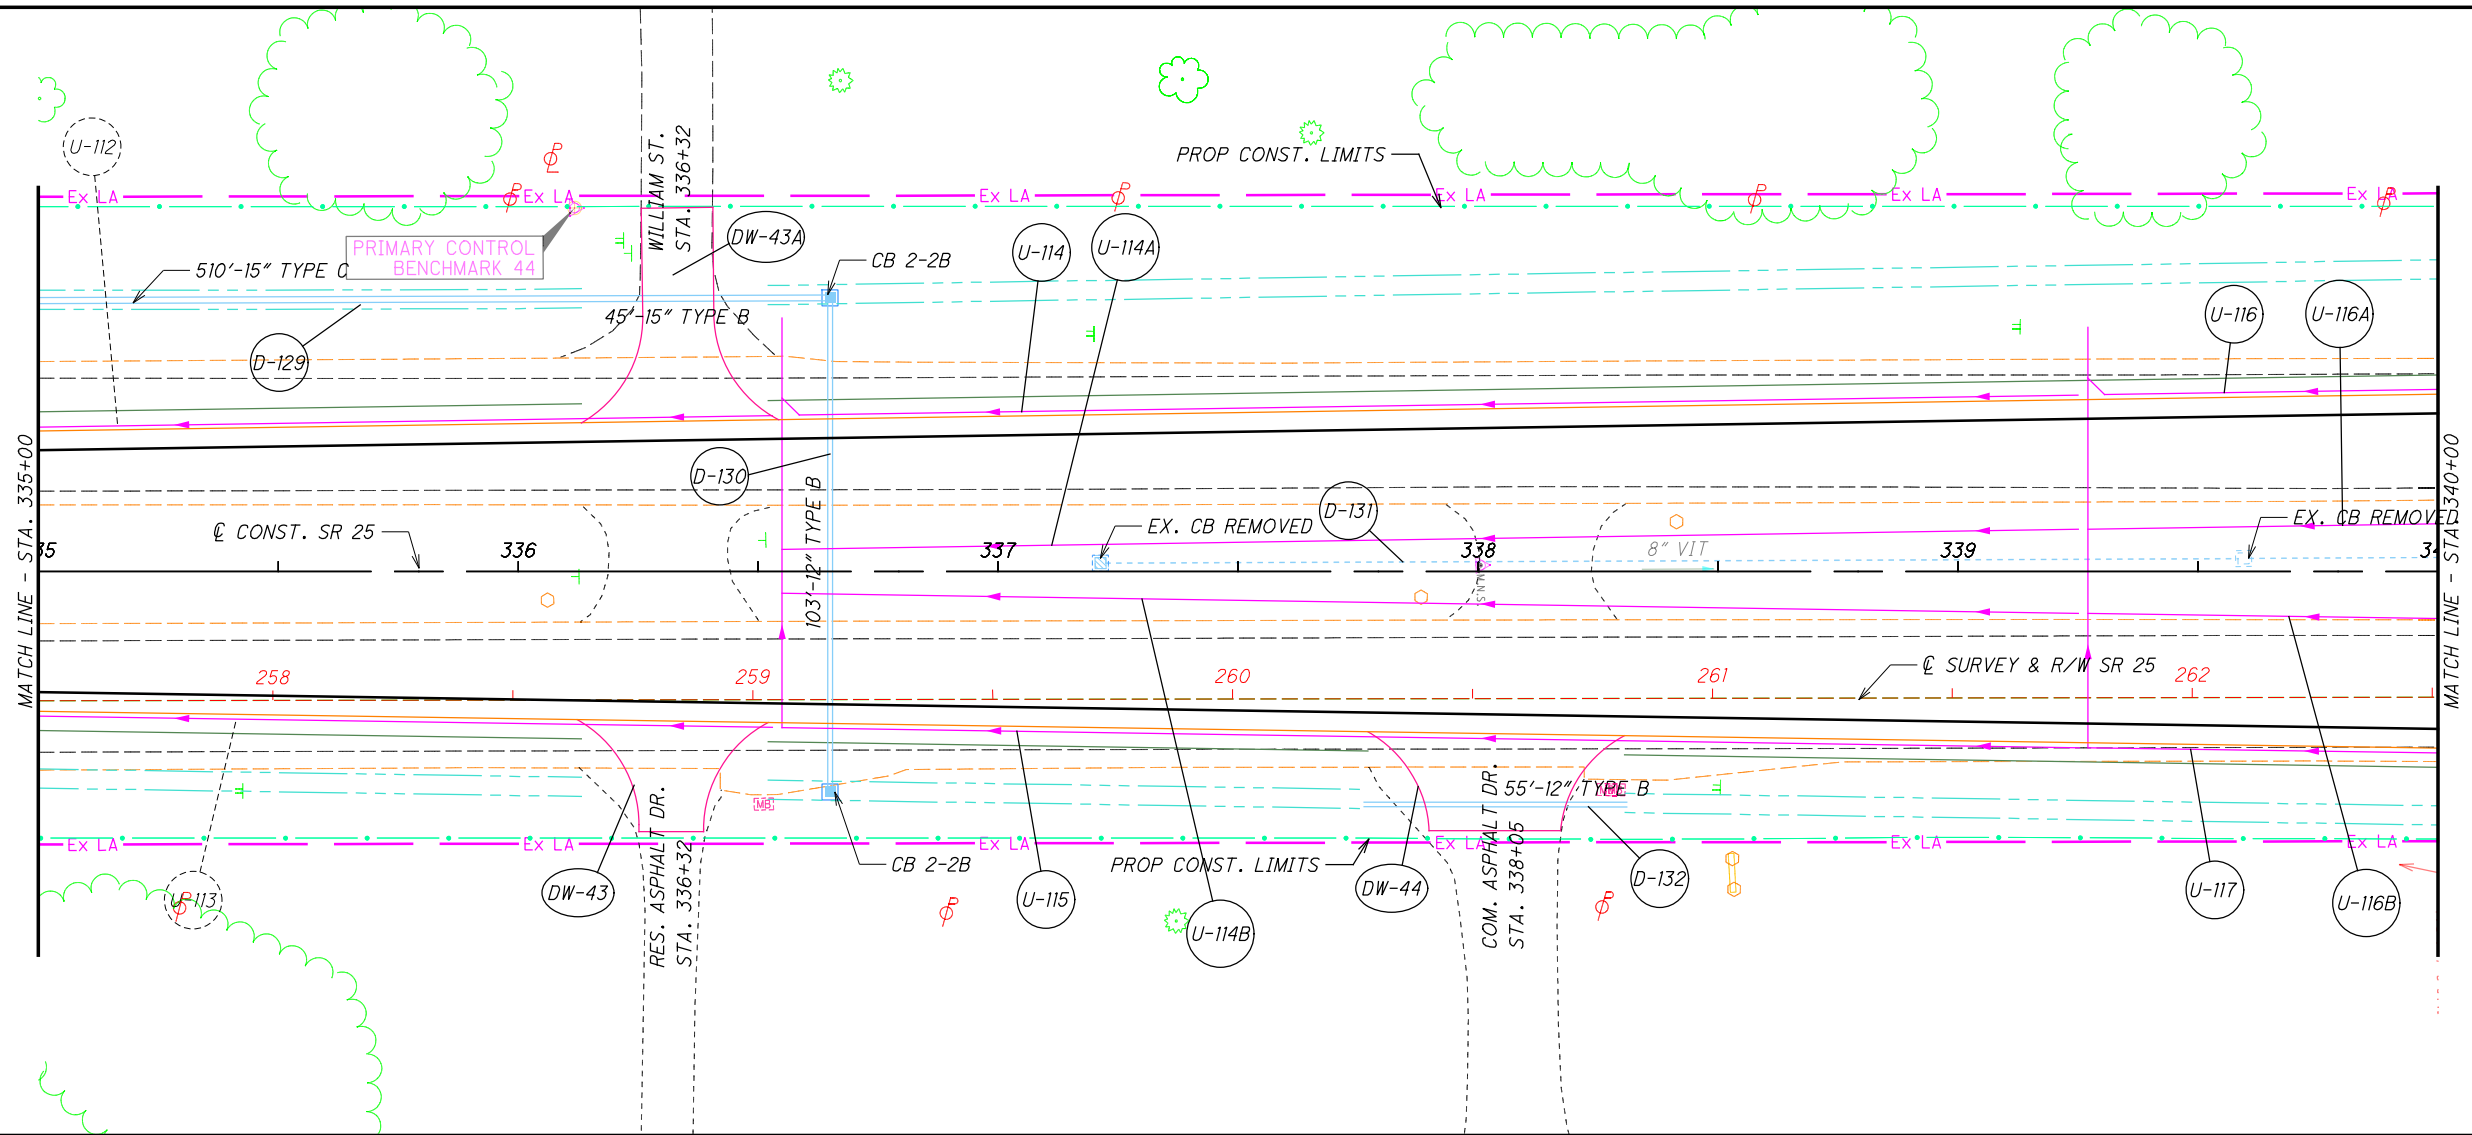 U-112
PROP CONST. LIMITS
WILLIAM ST.
STA. 336+32
Ex LA
Ex LA
Ex LA
Ex LA
Ex LA
Ex LA
P
P
P
P
P
PRIMARY CONTROL
BENCHMARK 44
DW-43A
U-114
U-114A
510'-15" TYPE C
CB 2-2B
45'-15" TYPE B
U-116
U-116A
D-129
D-130
103'-12" TYPE B
D-131
MATCH LINE - STA. 335+00
MATCH LINE - STA. 340+00
℄ CONST. SR 25
EX. CB REMOVED
EX. CB REMOVED
8" VIT
35
336
337
338
339
34
258
259
260
261
262
℄ SURVEY & R/W SR 25
MB
55'-12" TYPE B
Ex LA
Ex LA
Ex LA
Ex LA
Ex LA
Ex LA
CB 2-2B
PROP CONST. LIMITS
U-113
P
DW-43
RES. ASPHALT DR.
STA. 336+32
P
U-115
U-114B
DW-44
COM. ASPHALT DR.
STA. 338+05
P
D-132
U-117
U-116B